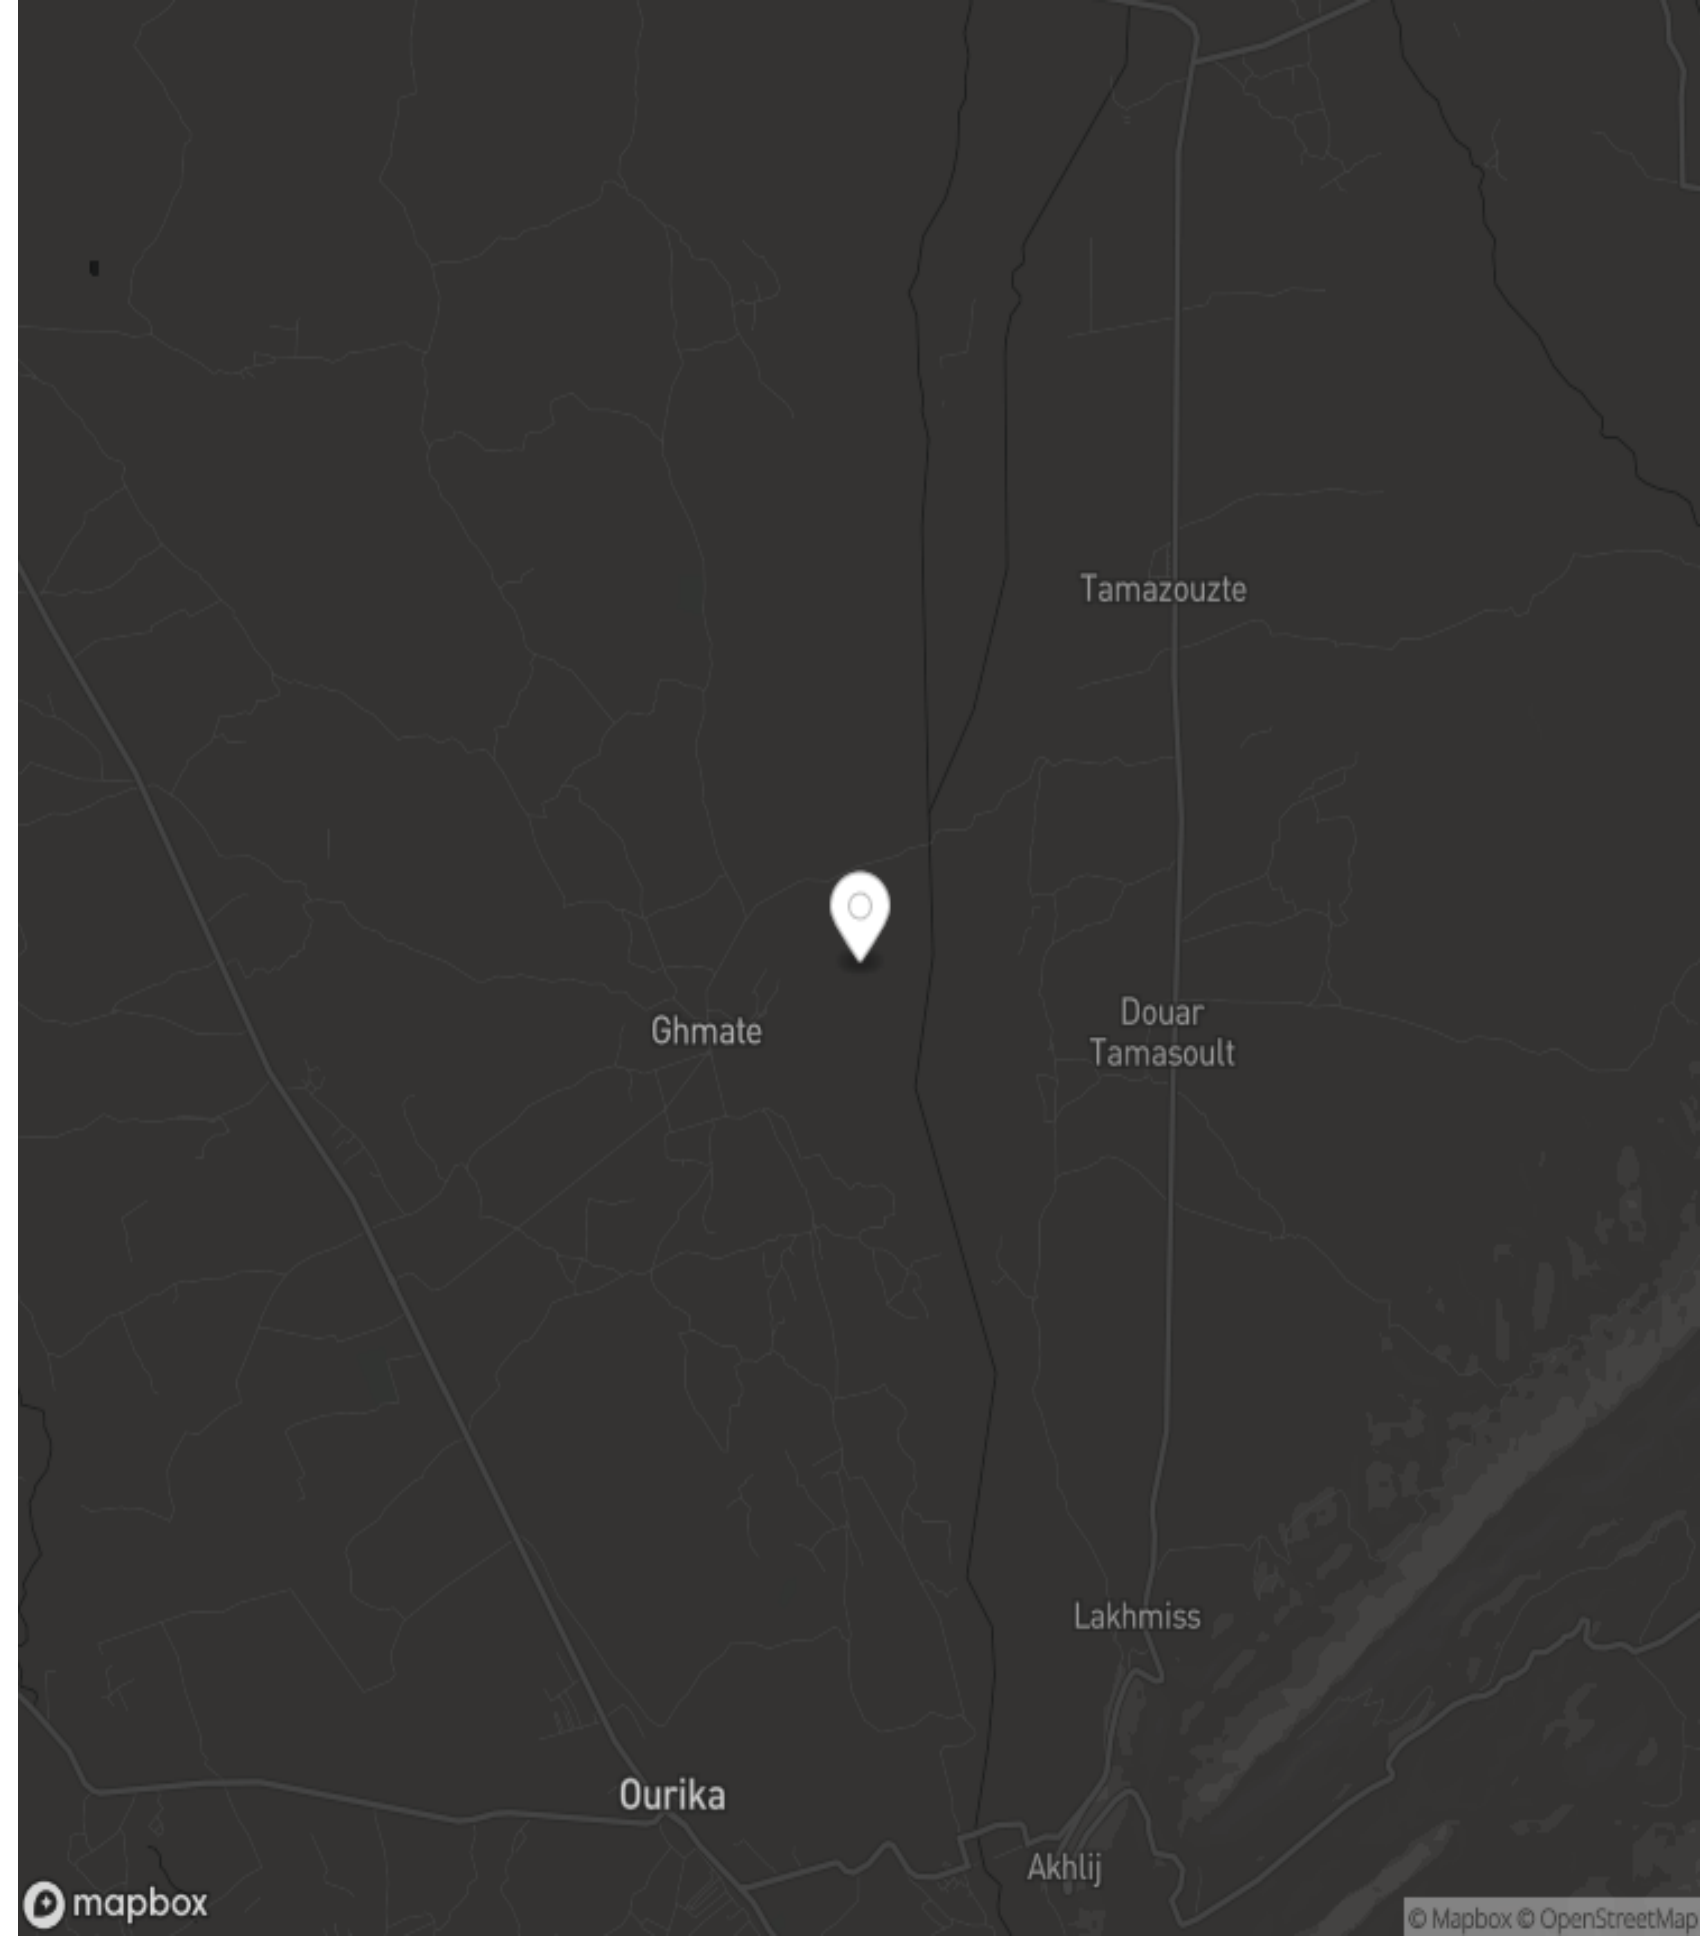 Tamazouzte
Douar
Tamasoult
Ghmate
Lakhmiss
Ourika
Akhlij
mapbox
© Mapbox © OpenStreetMap